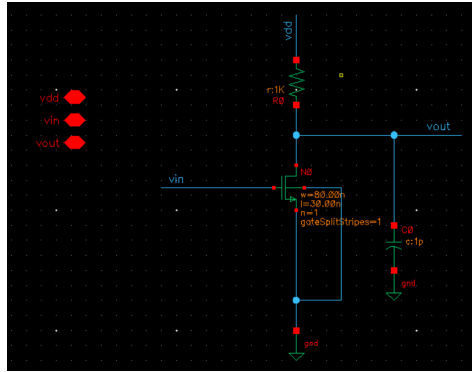 vdd
r:1K
R0
vdd
vin
vout
vout
vin
N0
w=80.00n
l=30.00n
n=1
gateSplitStripes=1
C0
c:1p
gnd
gnd